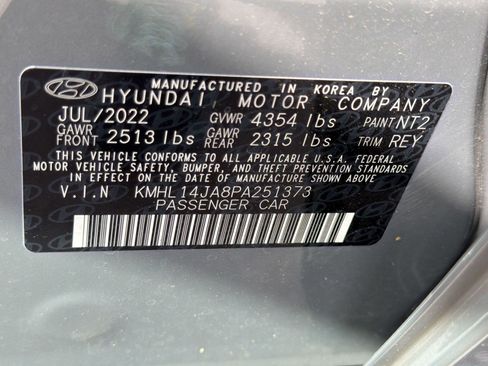 MANUFACTURED IN KOREA BY
HYUNDAI MOTOR COMPANY
JUL/2022 GVWR 4354 lbs PAINT NT2
GAWR FRONT 2513 lbs GAWR REAR 2315 lbs TRIM REY
THIS VEHICLE CONFORMS TO ALL APPLICABLE U.S.A. FEDERAL
MOTOR VEHICLE SAFETY, BUMPER, AND THEFT PREVENTION STANDARDS
IN EFFECT ON THE DATE OF MANUFACTURE SHOWN ABOVE.
V.I.N KMHL14JA8PA251373
PASSENGER CAR